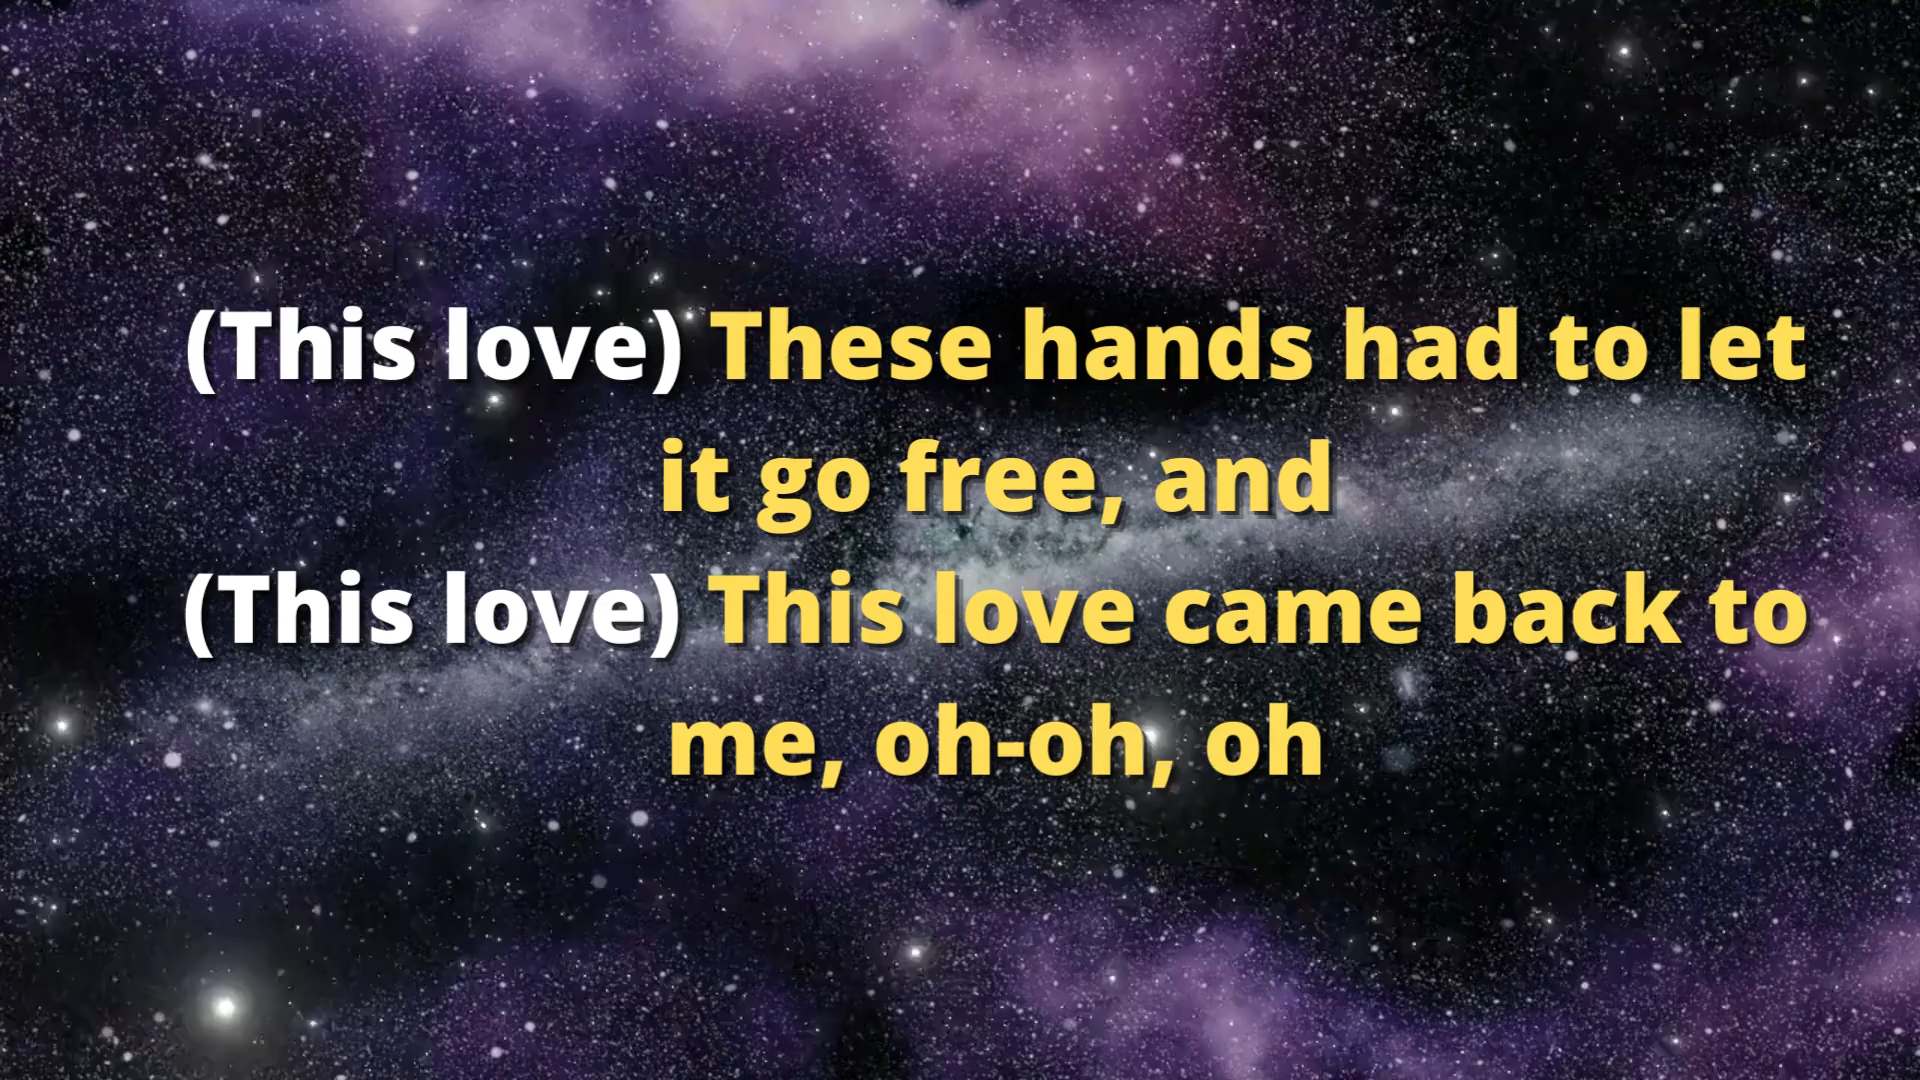 (This love) These hands had to let
it go free, and
(This love) This love came back to
me, oh-oh, oh